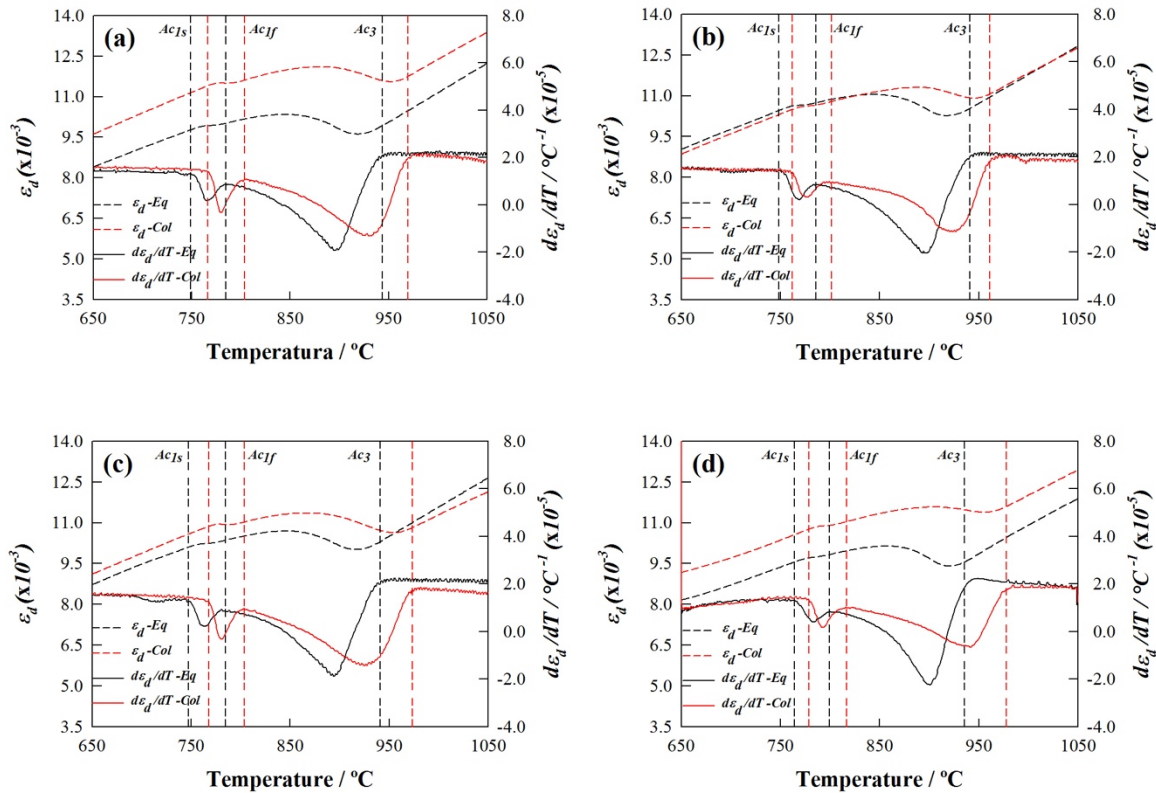 (a)
Ac1s
Ac1f
Ac3
14.0
12.5
11.0
9.5
8.0
6.5
5.0
3.5
εd (x10⁻³)
8.0
6.0
4.0
2.0
0.0
-2.0
-4.0
dεd/dT / °C⁻¹ (x10⁻⁵)
εd-Eq
εd-Col
dεd/dT-Eq
dεd/dT-Col
650 750 850 950 1050
Temperatura / ºC
(b)
Ac1s
Ac1f
Ac3
14.0
12.5
11.0
9.5
8.0
6.5
5.0
3.5
εd (x10⁻³)
8.0
6.0
4.0
2.0
0.0
-2.0
-4.0
dεd/dT / °C⁻¹ (x10⁻⁵)
εd-Eq
εd-Col
dεd/dT-Eq
dεd/dT-Col
650 750 850 950 1050
Temperature / ºC
(c)
Ac1s
Ac1f
Ac3
14.0
12.5
11.0
9.5
8.0
6.5
5.0
3.5
εd (x10⁻³)
8.0
6.0
4.0
2.0
0.0
-2.0
-4.0
dεd/dT / °C⁻¹ (x10⁻⁵)
εd-Eq
εd-Col
dεd/dT-Eq
dεd/dT-Col
650 750 850 950 1050
Temperature / ºC
(d)
Ac1s
Ac1f
Ac3
14.0
12.5
11.0
9.5
8.0
6.5
5.0
3.5
εd (x10⁻³)
8.0
6.0
4.0
2.0
0.0
-2.0
-4.0
dεd/dT / °C⁻¹ (x10⁻⁵)
εd-Eq
εd-Col
dεd/dT-Eq
dεd/dT-Col
650 750 850 950 1050
Temperature / ºC